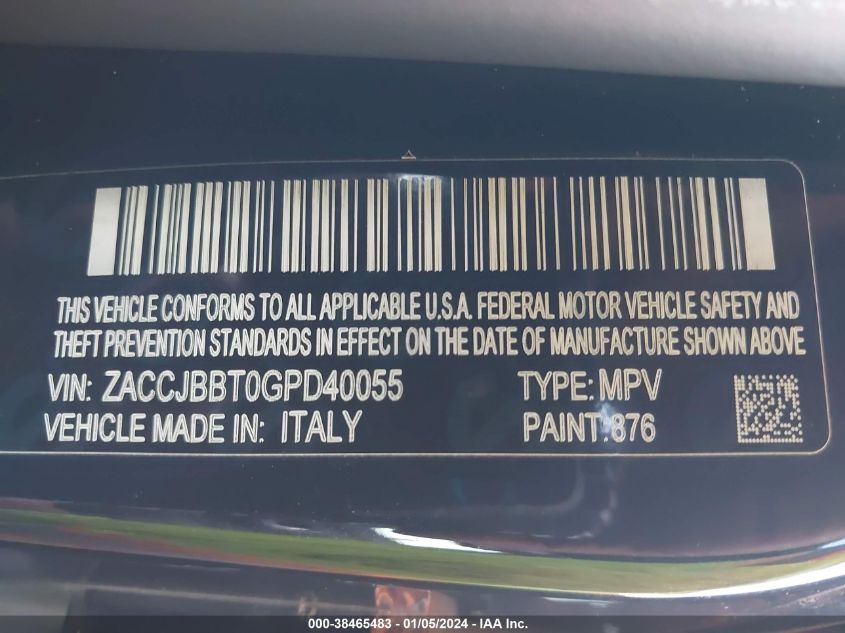 THIS VEHICLE CONFORMS TO ALL APPLICABLE U.S.A. FEDERAL MOTOR VEHICLE SAFETY AND
THEFT PREVENTION STANDARDS IN EFFECT ON THE DATE OF MANUFACTURE SHOWN ABOVE
VIN: ZACCJBBT0GPD40055 TYPE: MPV
VEHICLE MADE IN: ITALY PAINT:876
000-38465483 - 01/05/2024 - IAA Inc.